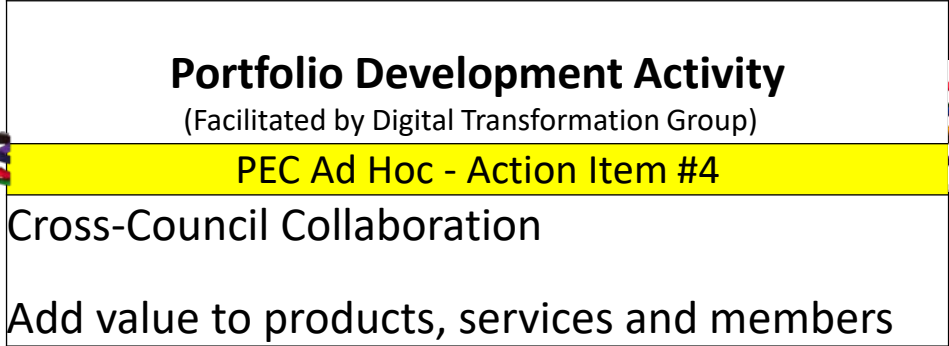 Portfolio Development Activity
(Facilitated by Digital Transformation Group)
PEC Ad Hoc - Action Item #4
Cross-Council Collaboration
Add value to products, services and members